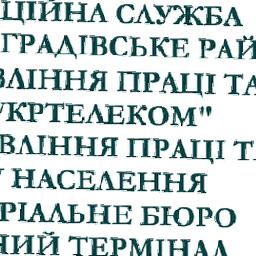 ЦІЙНА СЛУЖБА
ГРАДІВСЬКЕ РАЙ
ВЛІННЯ ПРАЦІ ТА
УКРТЕЛЕКОМ"
ВЛІННЯ ПРАЦІ Т
У НАСЕЛЕННЯ
РІАЛЬНЕ БЮРО
НИЙ ТЕРМІНАЛ